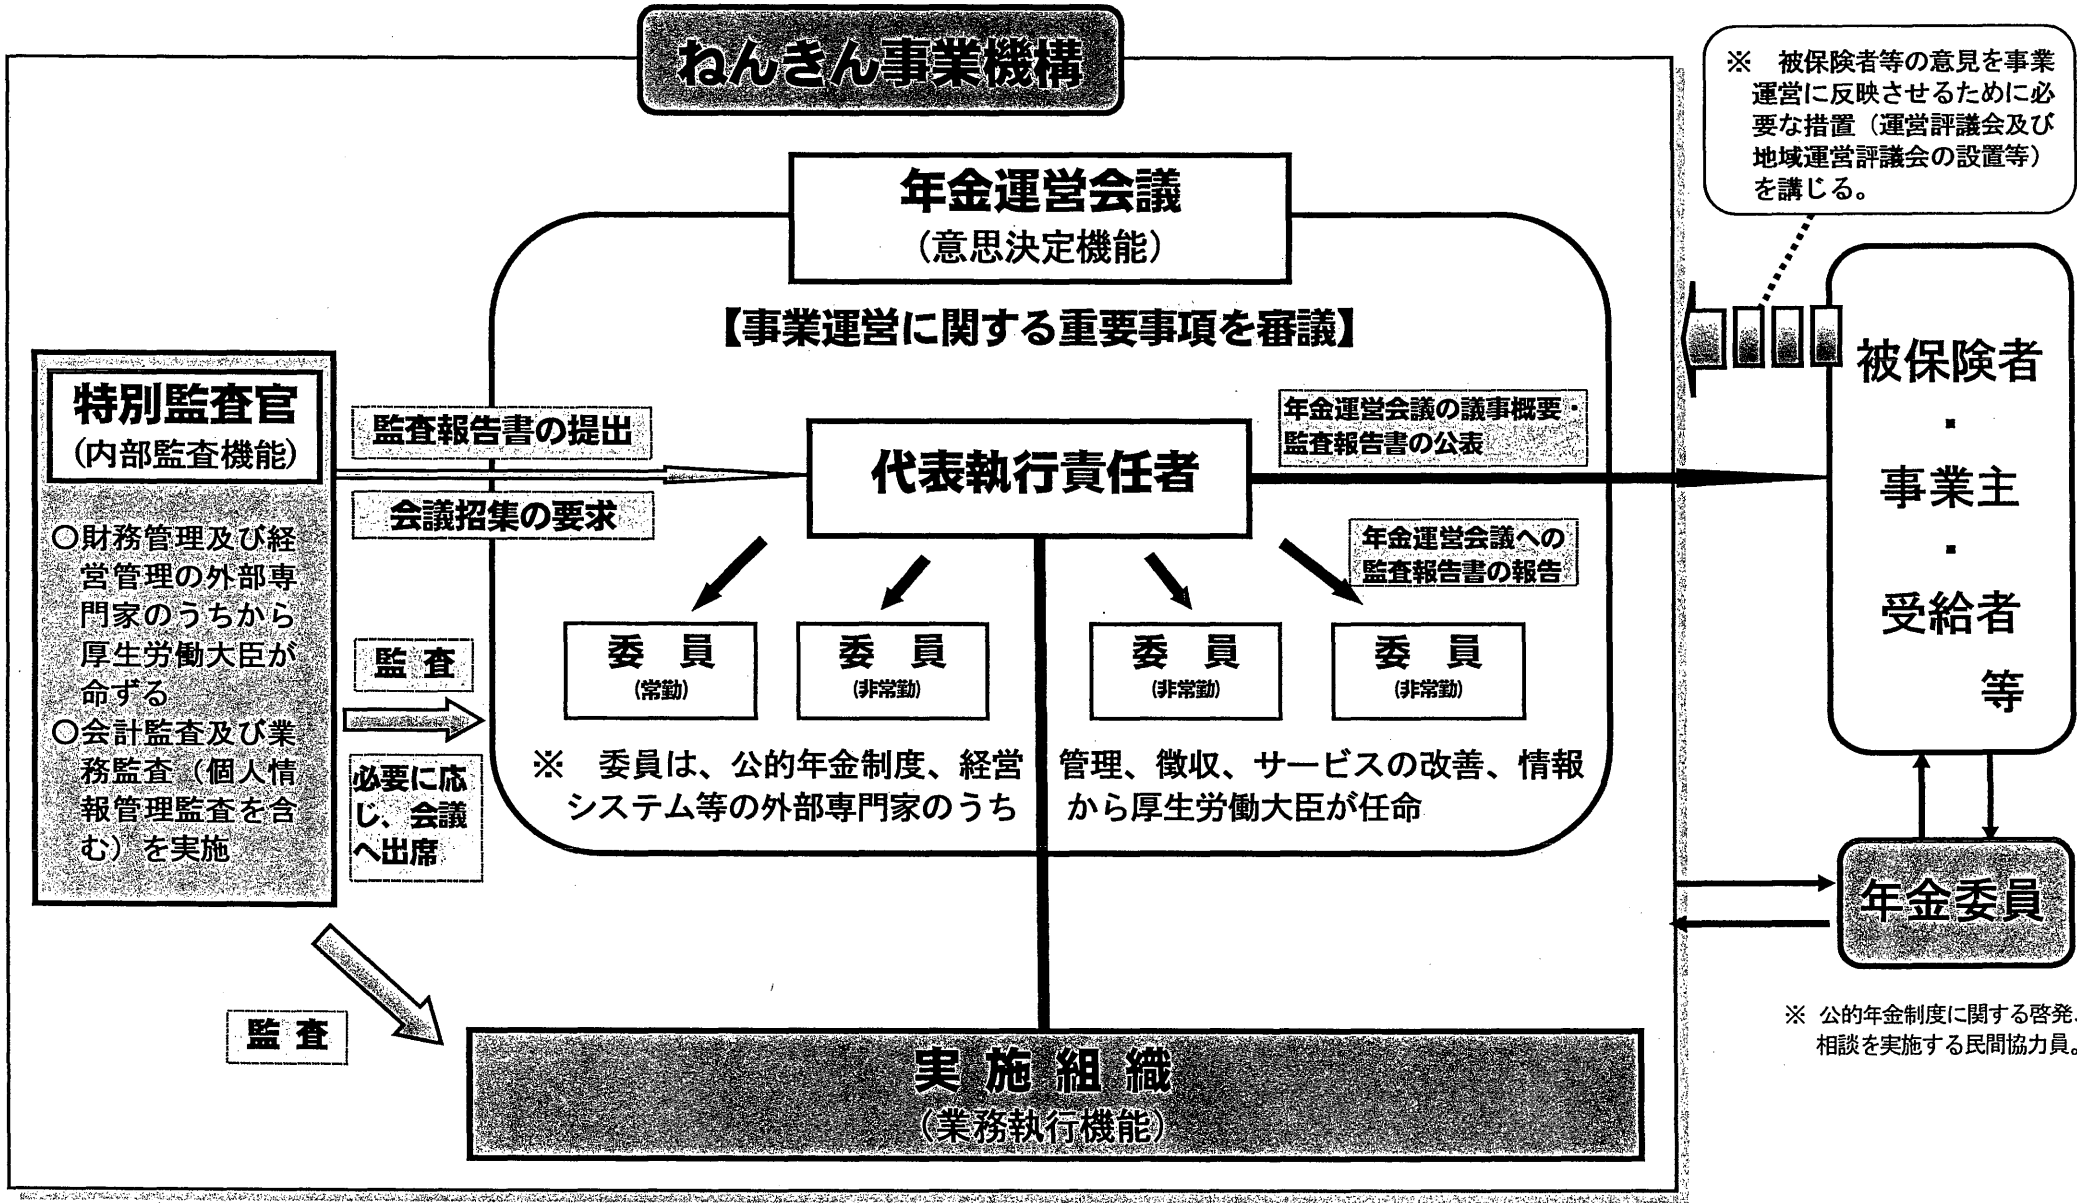 ねんきん事業機構
※　被保険者等の意見を事業
運営に反映させるために必
要な措置（運営評議会及び
地域運営評議会の設置等）
を講じる。
年金運営会議
（意思決定機能）
【事業運営に関する重要事項を審議】
特別監査官
（内部監査機能）
○財務管理及び経
営管理の外部専
門家のうちから
厚生労働大臣が
命ずる
○会計監査及び業
務監査（個人情
報管理監査を含
む）を実施
監査報告書の提出
会議招集の要求
代表執行責任者
年金運営会議の議事概要・
監査報告書の公表
年金運営会議への
監査報告書の報告
委　員
（常勤）
委　員
（非常勤）
委　員
（非常勤）
委　員
（非常勤）
※　委員は、公的年金制度、経営管理、徴収、サービスの改善、情報
システム等の外部専門家のうちから厚生労働大臣が任命
監 査
必要に応
じ、会議
へ出席
監 査
実 施 組 織
（業務執行機能）
被保険者
・
事業主
・
受給者
等
年金委員
※ 公的年金制度に関する啓発、
相談を実施する民間協力員。